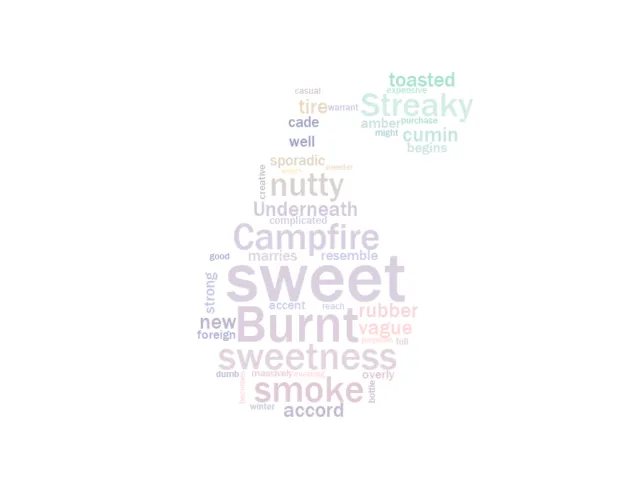 toasted
casual
expensive
Streaky
tire
warrant
cade
amber
purchase
might
cumin
well
begins
sporadic
sweeter
creative
nutty
Underneath
complicated
Campfire
good
marries
resemble
sweet
strong
accent
reach
rubber
Burnt
new
vague
foreign
full
sweetness
dumb
overly
smoke
bottle
winter
accord